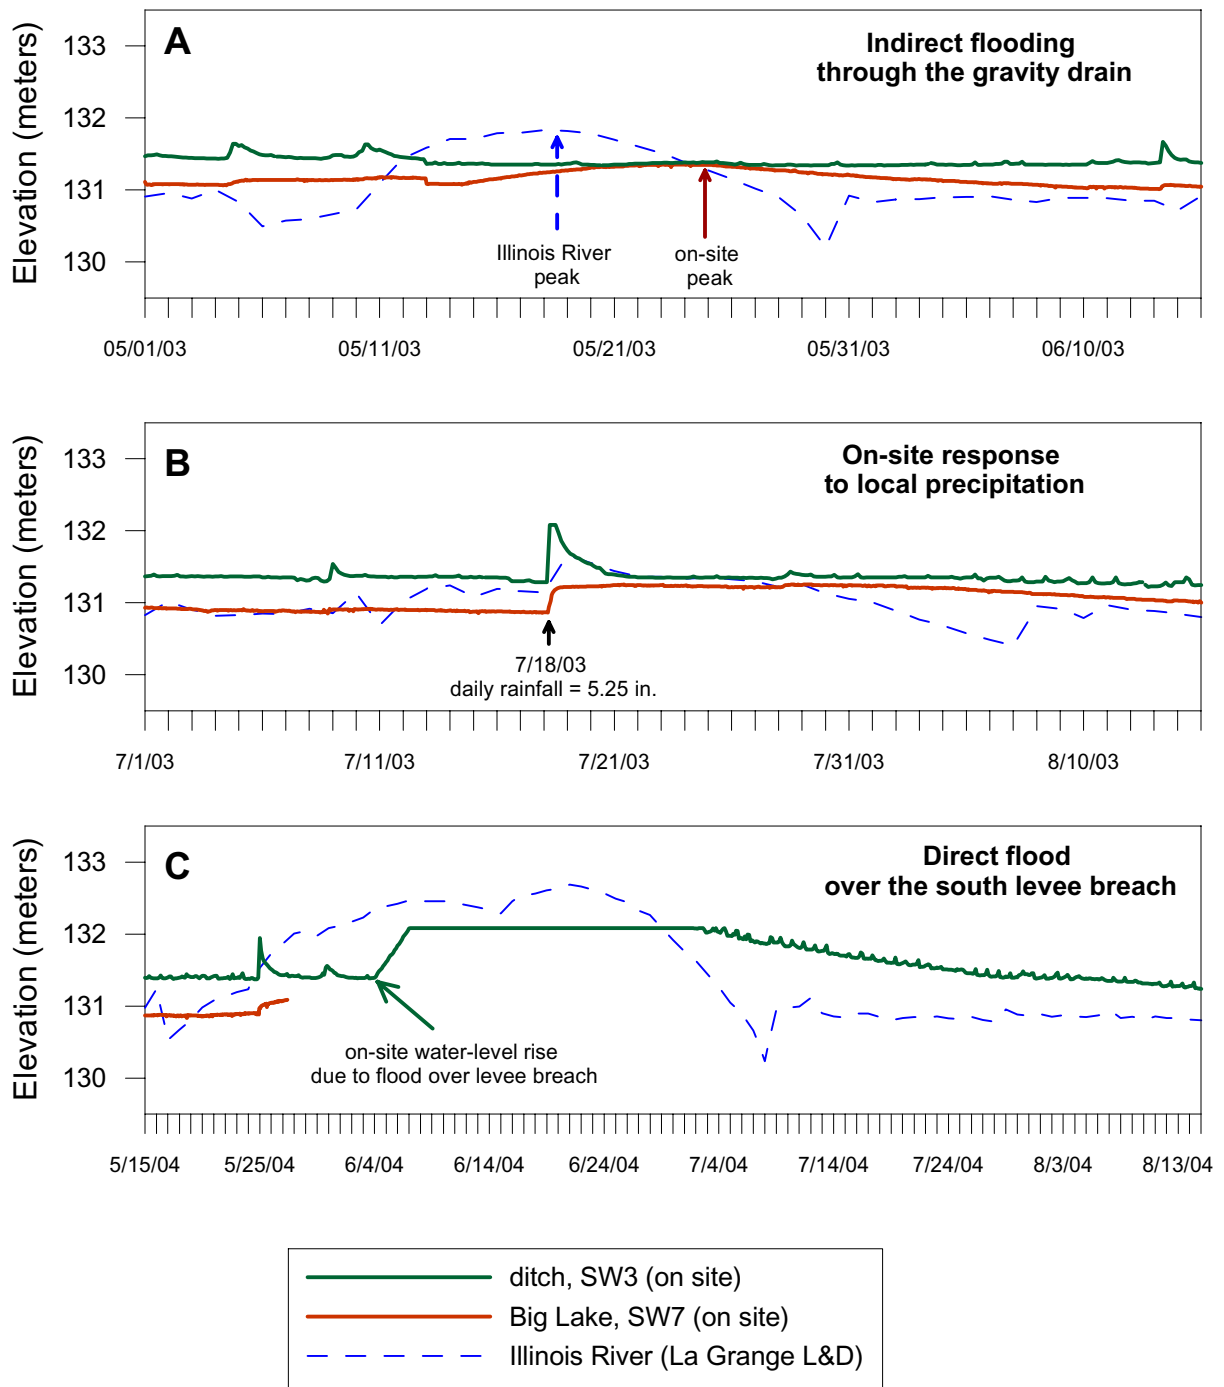 A
Indirect flooding
through the gravity drain
Elevation (meters)
133
132
131
130
Illinois River
peak
on-site
peak
05/01/03 05/11/03 05/21/03 05/31/03 06/10/03
B
On-site response
to local precipitation
Elevation (meters)
133
132
131
130
7/18/03
daily rainfall = 5.25 in.
7/1/03 7/11/03 7/21/03 7/31/03 8/10/03
C
Direct flood
over the south levee breach
Elevation (meters)
133
132
131
130
on-site water-level rise
due to flood over levee breach
5/15/04 5/25/04 6/4/04 6/14/04 6/24/04 7/4/04 7/14/04 7/24/04 8/3/04 8/13/04
ditch, SW3 (on site)
Big Lake, SW7 (on site)
Illinois River (La Grange L&D)